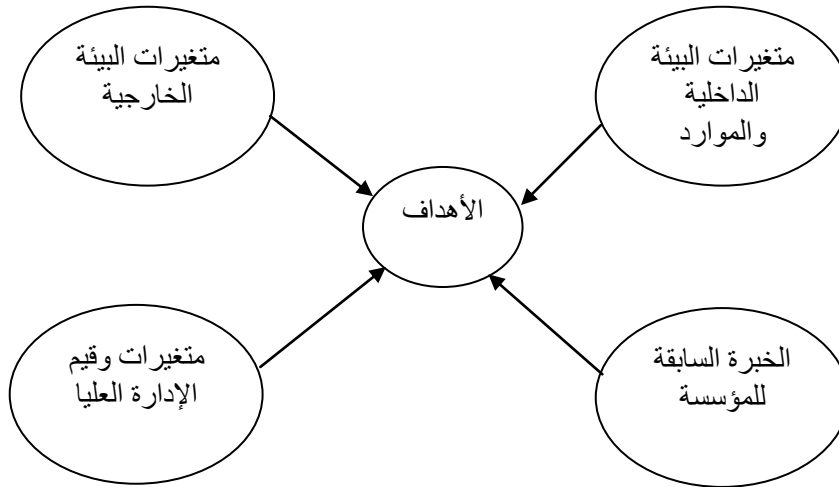 متغيرات البيئة
الداخلية
والموارد
متغيرات البيئة
الخارجية
الأهداف
الخبرة السابقة
للمؤسسة
متغيرات وقيم
الإدارة العليا